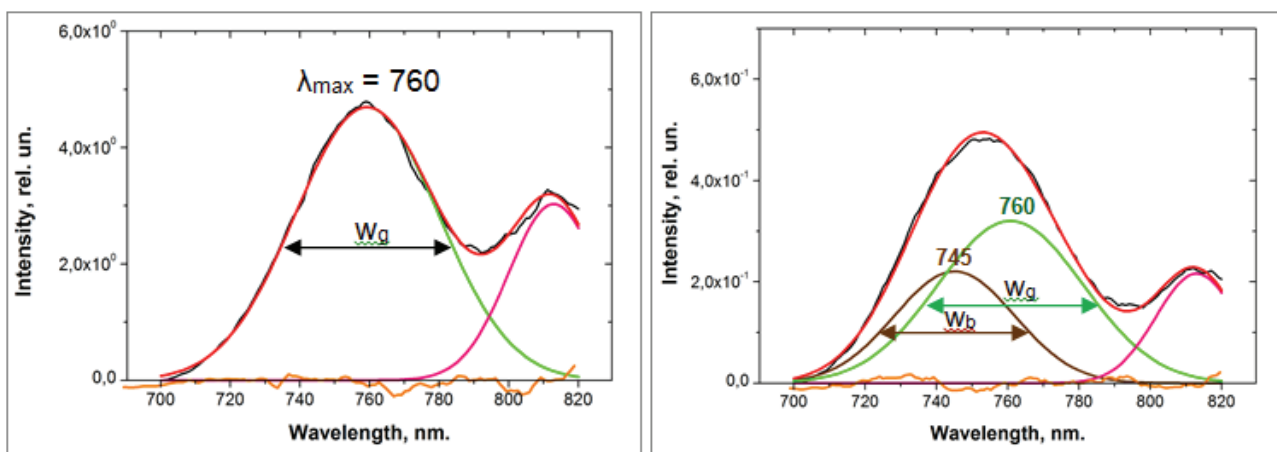 6,0x10⁰
4,0x10⁰
2,0x10⁰
0,0
Intensity, rel. un.
λmax = 760
Wg
700 720 740 760 780 800 820
Wavelength, nm.
6,0x10⁻¹
4,0x10⁻¹
2,0x10⁻¹
0,0
Intensity, rel. un.
760
745
Wg
Wb
700 720 740 760 780 800 820
Wavelength, nm.